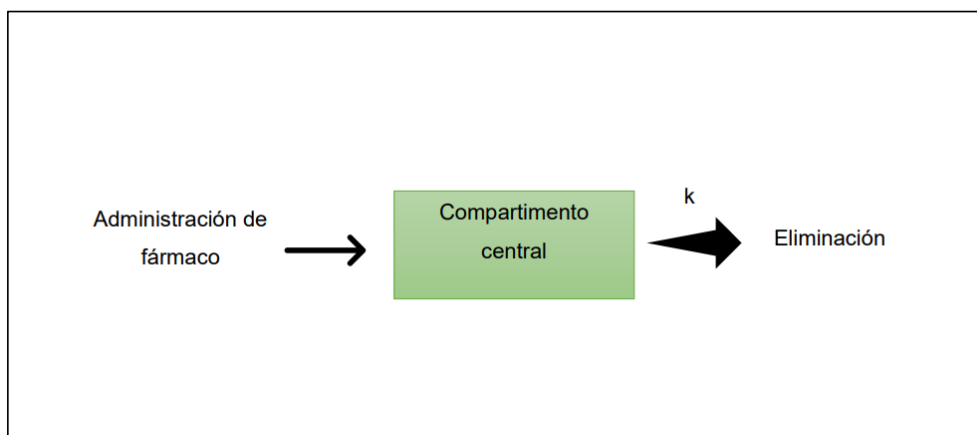 Administración de
fármaco
Compartimento
central
k
Eliminación